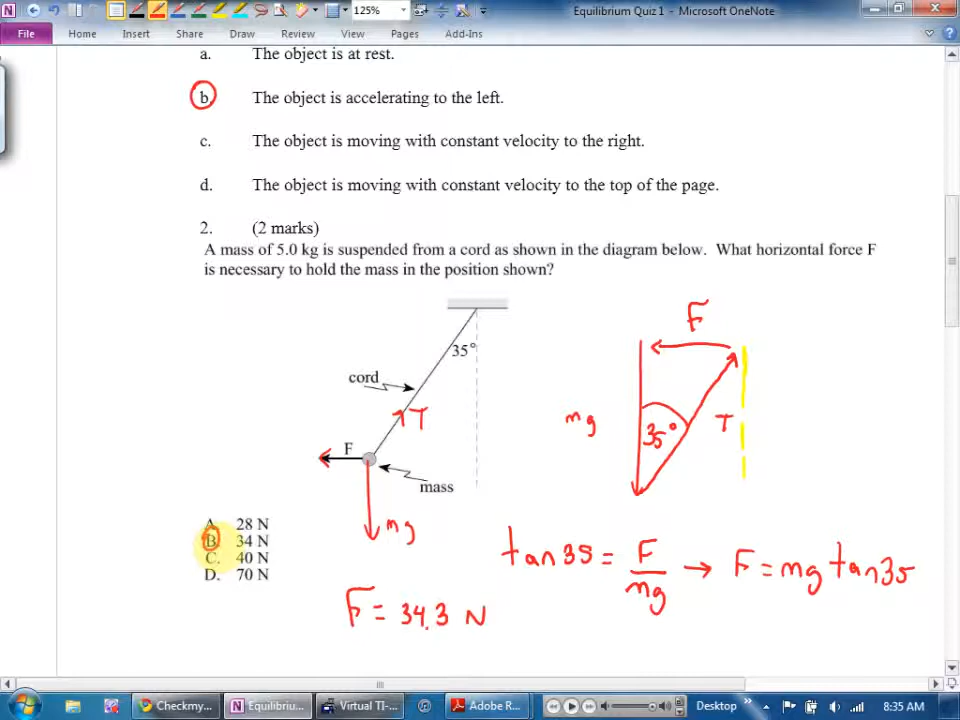 125%
Equilibrium Quiz 1 - Microsoft OneNote
File Home Insert Share Draw Review View Pages Add-Ins
a. The object is at rest.
b. The object is accelerating to the left.
c. The object is moving with constant velocity to the right.
d. The object is moving with constant velocity to the top of the page.
2. (2 marks)
A mass of 5.0 kg is suspended from a cord as shown in the diagram below. What horizontal force F
is necessary to hold the mass in the position shown?
F
35°
cord
T
mg
35°
T
F
mass
mg
A. 28 N
B. 34 N
C. 40 N
D. 70 N
tan35 = F/mg → F = mg tan35
F = 34.3 N
Checkmy... Equilibriu... Virtual TI-... Adobe R... Desktop 8:35 AM